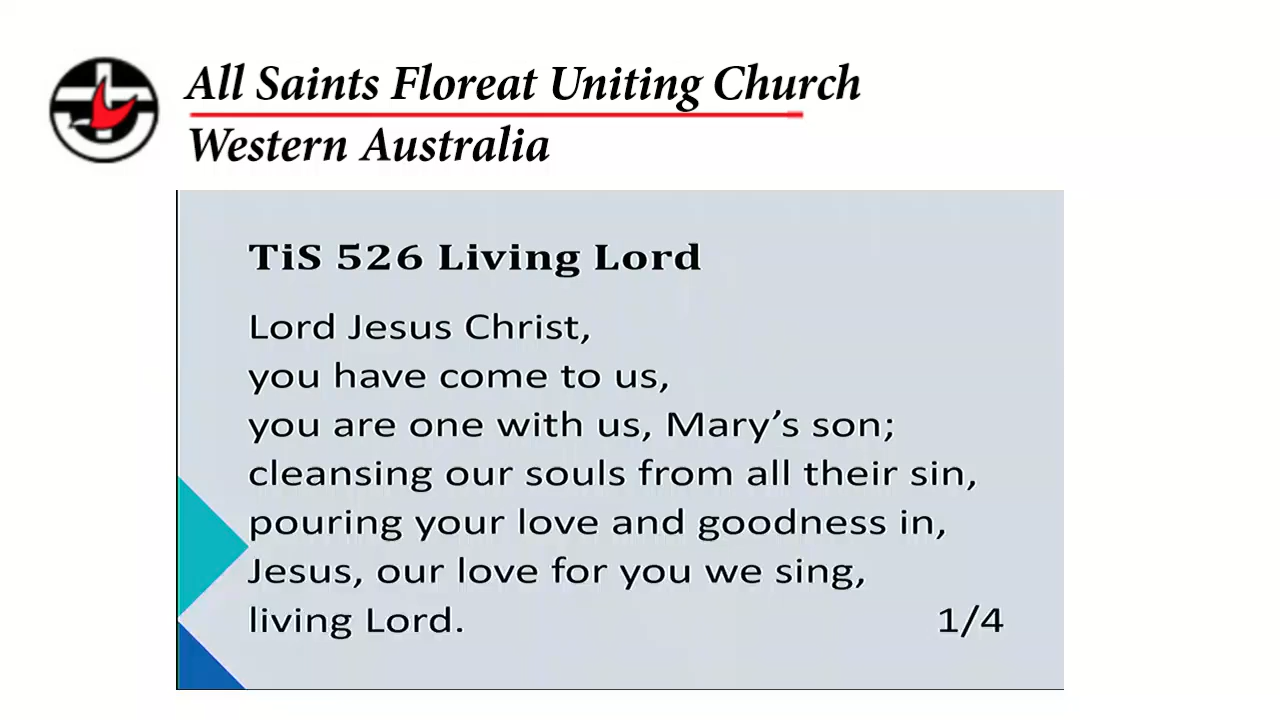 All Saints Floreat Uniting Church
Western Australia
TiS 526 Living Lord
Lord Jesus Christ,
you have come to us,
you are one with us, Mary’s son;
cleansing our souls from all their sin,
pouring your love and goodness in,
Jesus, our love for you we sing,
living Lord.
1/4